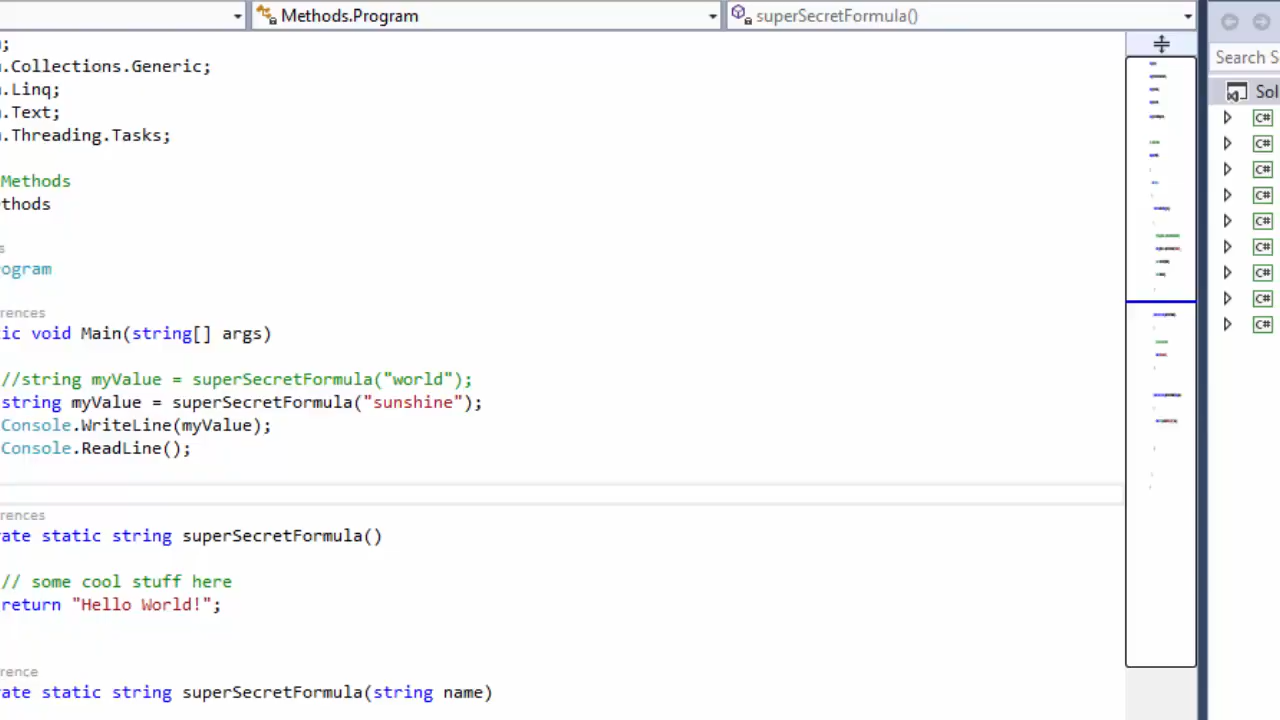 Methods.Program superSecretFormula()
;
.Collections.Generic;
.Linq;
.Text;
.Threading.Tasks;
Search S
Sol
C#
C#
C#
C#
C#
C#
C#
C#
C#
Methods
thods
s
ogram
rences
ic void Main(string[] args)
//string myValue = superSecretFormula("world");
string myValue = superSecretFormula("sunshine");
Console.WriteLine(myValue);
Console.ReadLine();
rences
ate static string superSecretFormula()
// some cool stuff here
return "Hello World!";
rence
ate static string superSecretFormula(string name)